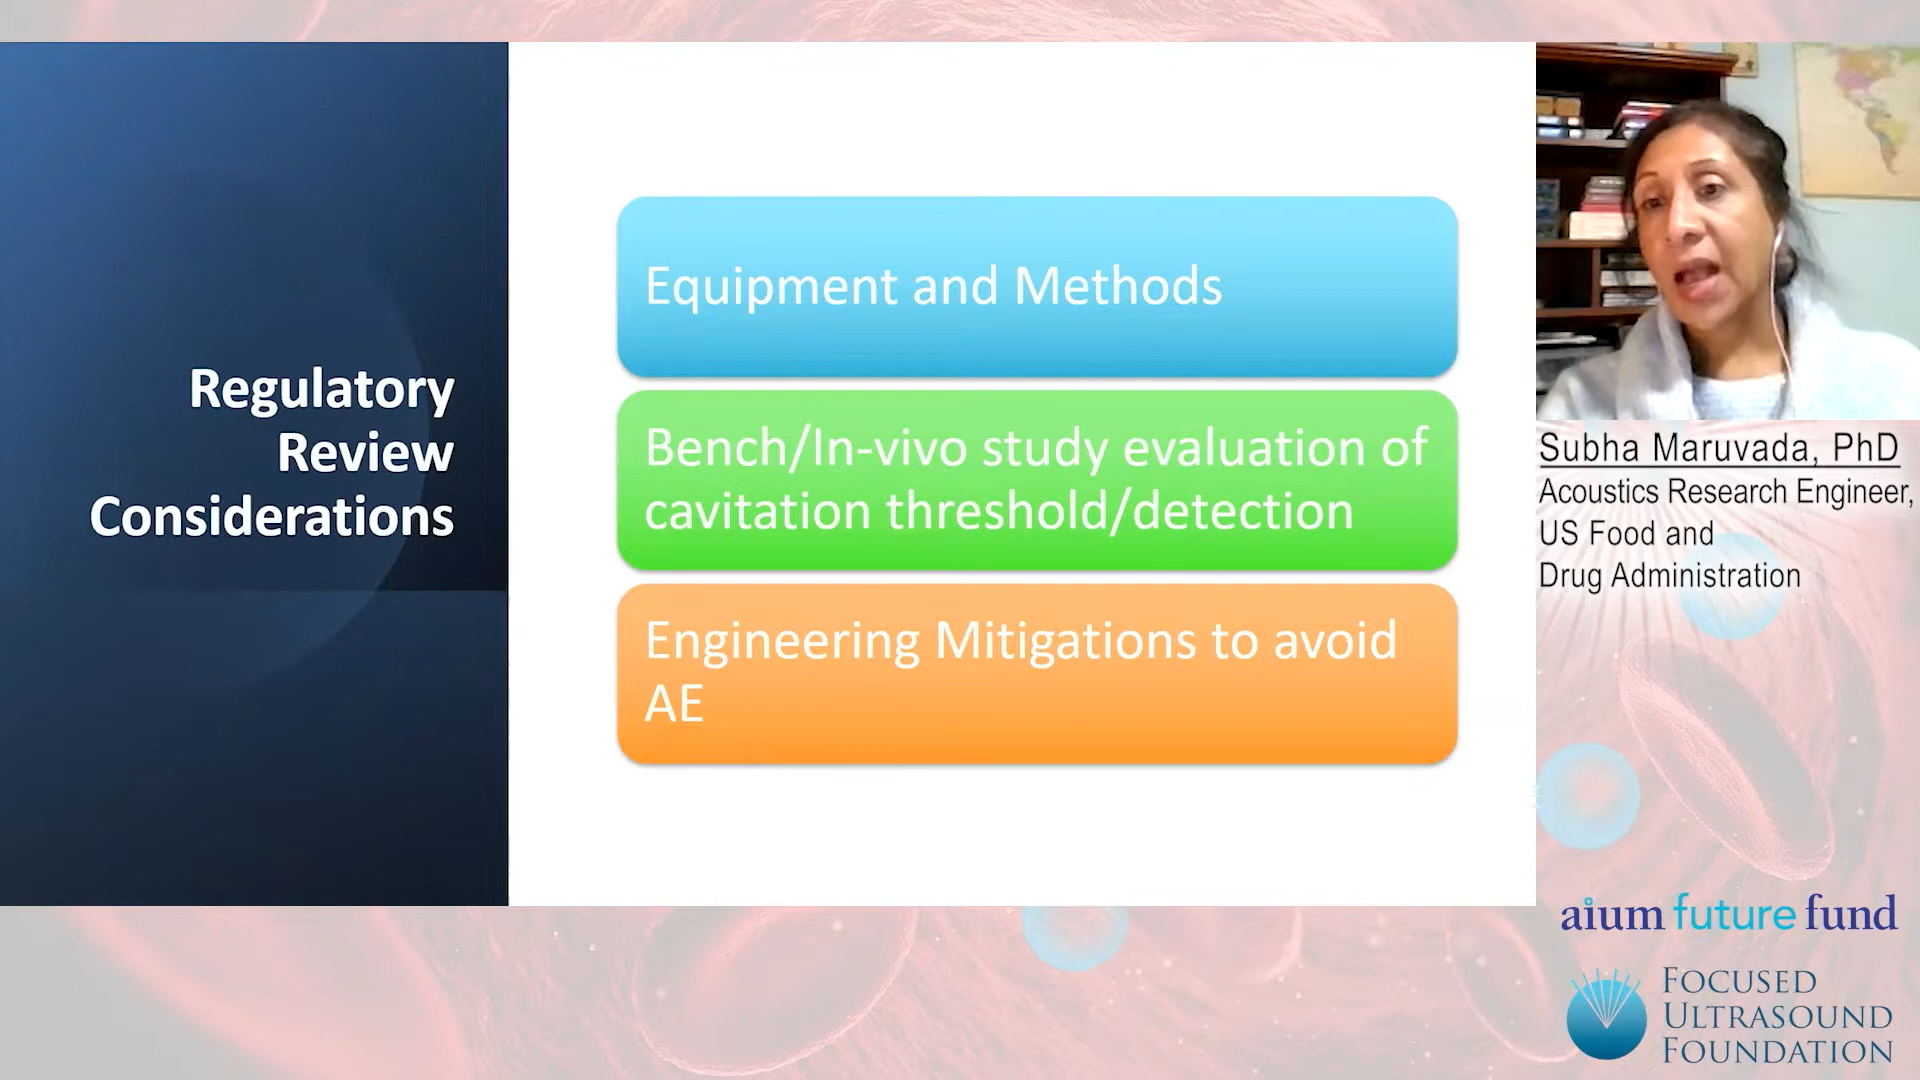 Regulatory
Review
Considerations
Equipment and Methods
Bench/In-vivo study evaluation of
cavitation threshold/detection
Engineering Mitigations to avoid
AE
Subha Maruvada, PhD
Acoustics Research Engineer,
US Food and
Drug Administration
aium future fund
FOCUSED
ULTRASOUND
FOUNDATION